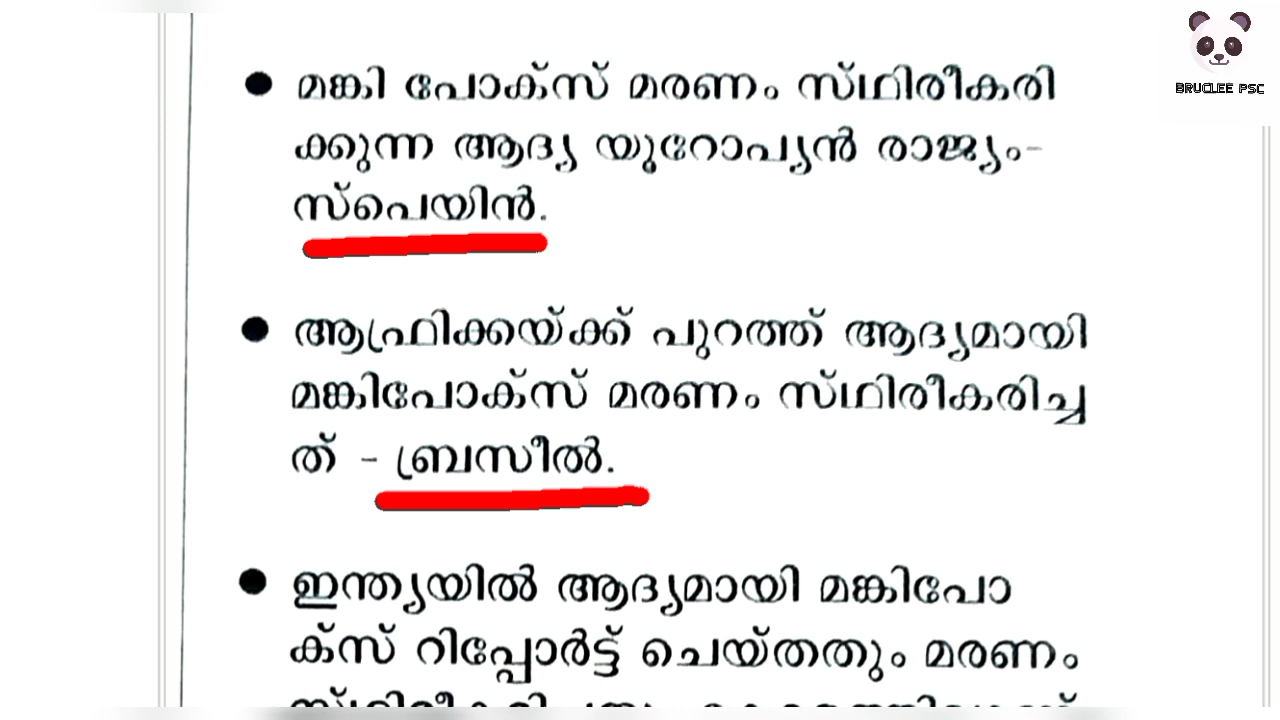 BRUCLEE PSC
● മങ്കി പോക്സ് മരണം സ്ഥിരീകരി
ക്കുന്ന ആദ്യ യുറോപ്യൻ രാജ്യം-
സ്പെയിൻ.
● ആഫ്രിക്കയ്ക്ക് പുറത്ത് ആദ്യമായി
മങ്കിപോക്സ് മരണം സ്ഥിരീകരിച്ച
ത് - ബ്രസീൽ.
● ഇന്ത്യയിൽ ആദ്യമായി മങ്കിപോ
ക്സ് റിപ്പോർട്ട് ചെയ്തതും മരണം